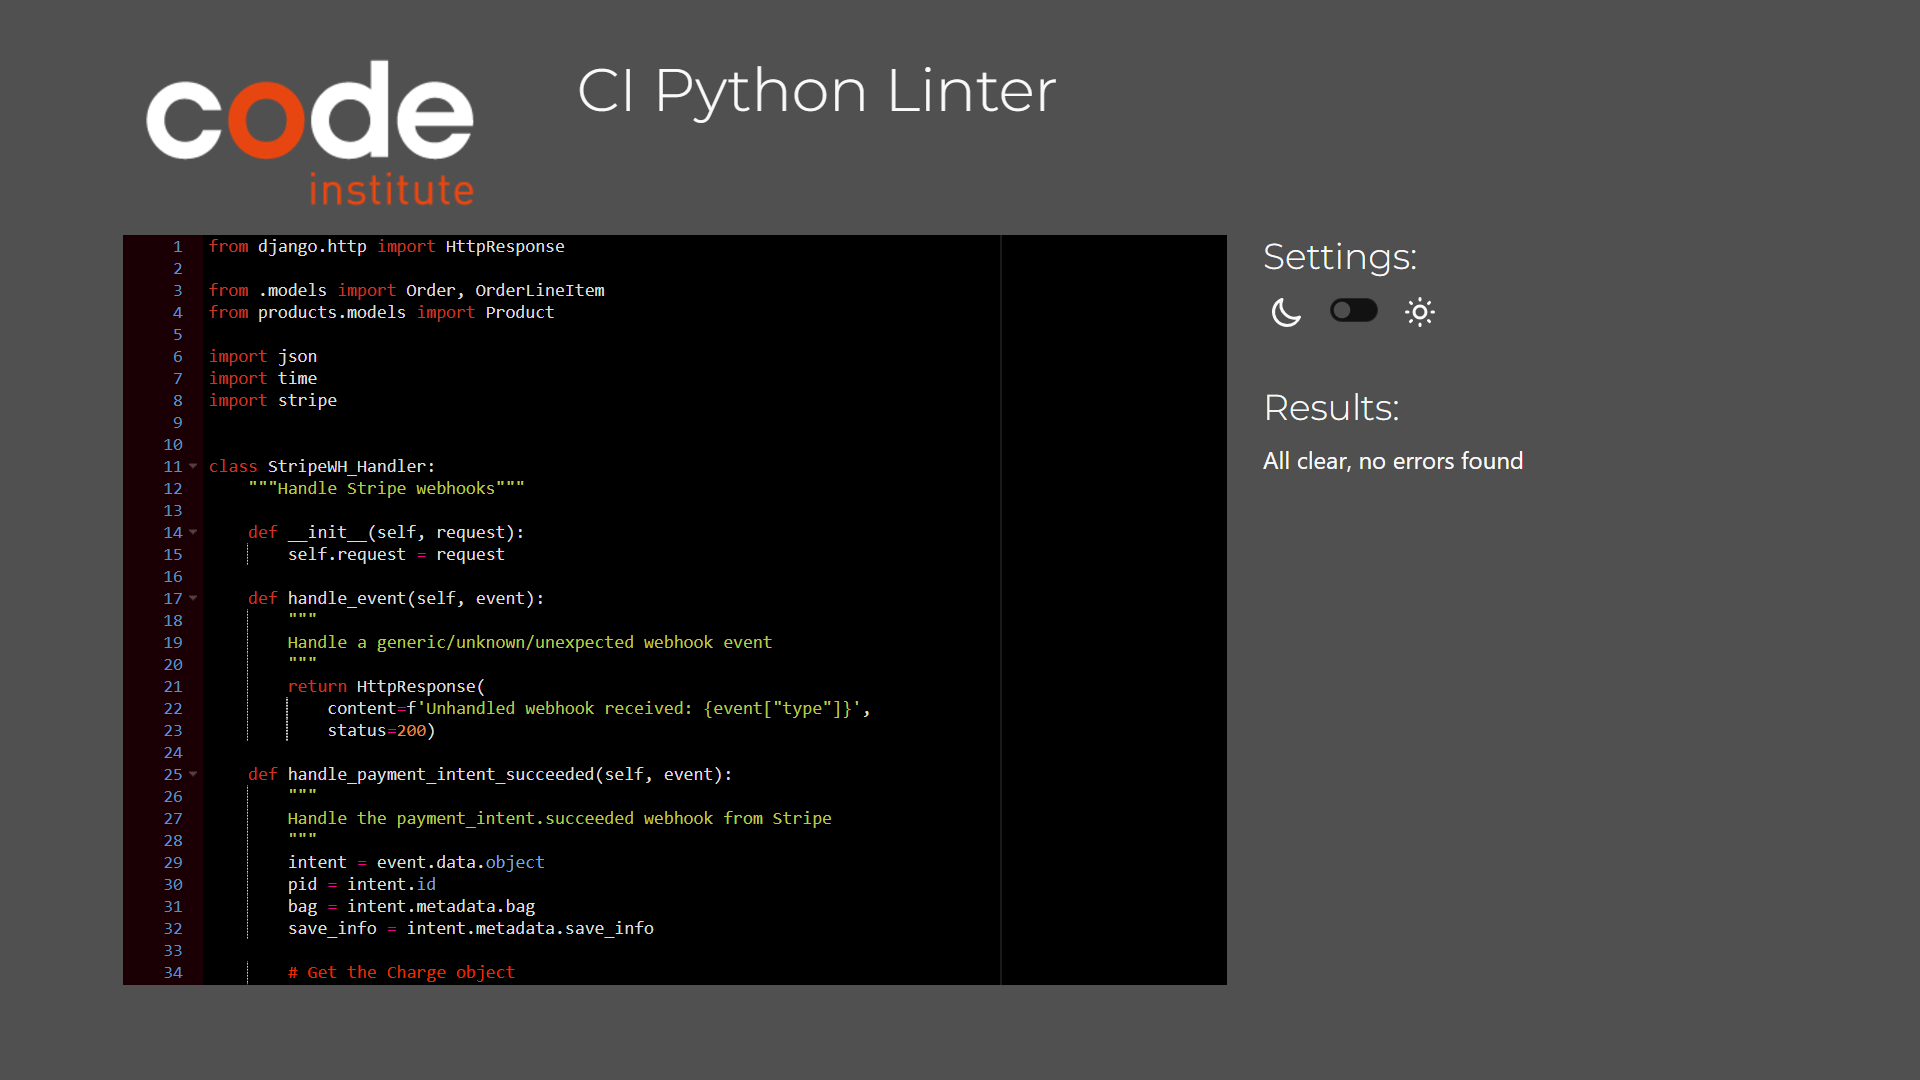 code
institute
CI Python Linter
1 from django.http import HttpResponse
2
3 from .models import Order, OrderLineItem
4 from products.models import Product
5
6 import json
7 import time
8 import stripe
9
10
11 class StripeWH_Handler:
12     """Handle Stripe webhooks"""
13
14     def __init__(self, request):
15         self.request = request
16
17     def handle_event(self, event):
18         """
19         Handle a generic/unknown/unexpected webhook event
20         """
21         return HttpResponse(
22             content=f'Unhandled webhook received: {event["type"]}',
23             status=200)
24
25     def handle_payment_intent_succeeded(self, event):
26         """
27         Handle the payment_intent.succeeded webhook from Stripe
28         """
29         intent = event.data.object
30         pid = intent.id
31         bag = intent.metadata.bag
32         save_info = intent.metadata.save_info
33
34         # Get the Charge object
Settings:
Results:
All clear, no errors found